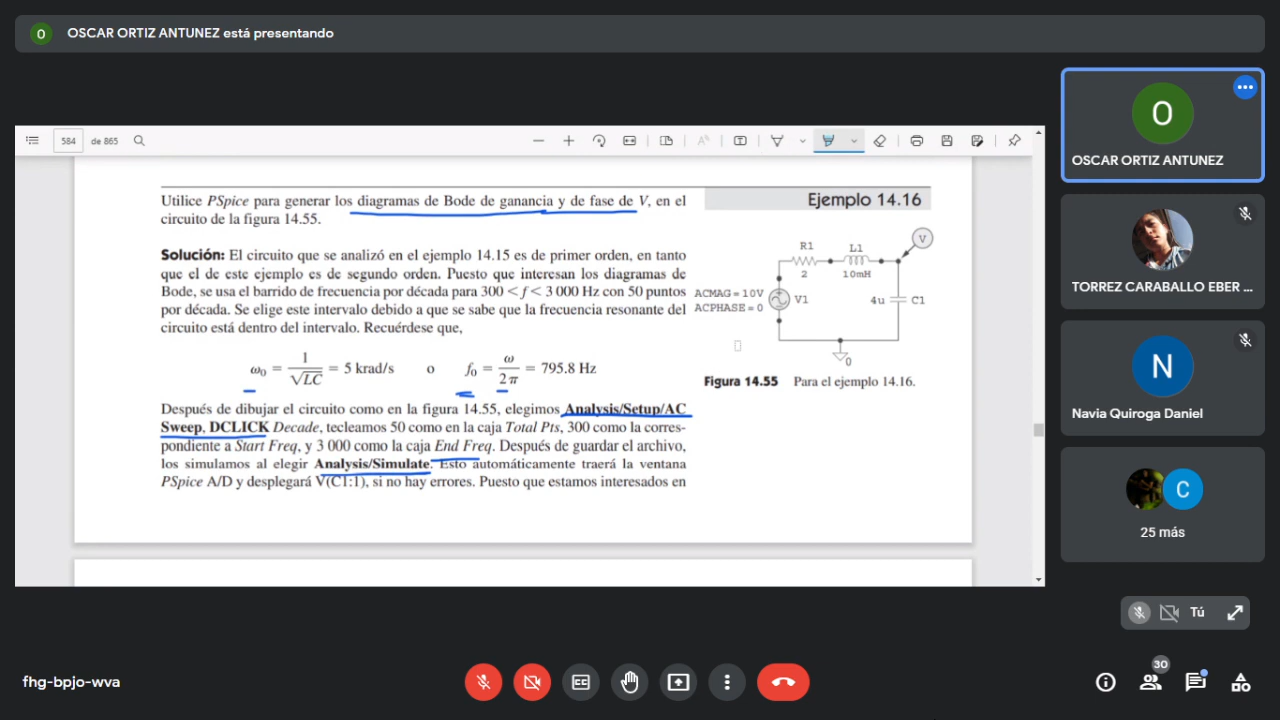 O OSCAR ORTIZ ANTUNEZ está presentando
584 de 865
Utilice PSpice para generar los diagramas de Bode de ganancia y de fase de V, en el
circuito de la figura 14.55.
Ejemplo 14.16
Solución: El circuito que se analizó en el ejemplo 14.15 es de primer orden, en tanto
que el de este ejemplo es de segundo orden. Puesto que interesan los diagramas de
Bode, se usa el barrido de frecuencia por década para 300 < f < 3 000 Hz con 50 puntos
por década. Se elige este intervalo debido a que se sabe que la frecuencia resonante del
circuito está dentro del intervalo. Recuérdese que,
ω0 = 1/√LC = 5 krad/s o f0 = ω/2π = 795.8 Hz
Después de dibujar el circuito como en la figura 14.55, elegimos Analysis/Setup/AC
Sweep, DCLICK Decade, tecleamos 50 como en la caja Total Pts, 300 como la corres-
pondiente a Start Freq, y 3 000 como la caja End Freq. Después de guardar el archivo,
los simulamos al elegir Analysis/Simulate. Esto automáticamente traerá la ventana
PSpice A/D y desplegará V(C1:1), si no hay errores. Puesto que estamos interesados en
V
R1 L1
2 10mH
ACMAG = 10V
ACPHASE = 0
V1
4u C1
0
Figura 14.55 Para el ejemplo 14.16.
O
OSCAR ORTIZ ANTUNEZ
TORREZ CARABALLO EBER ...
N
Navia Quiroga Daniel
C
25 más
Tú
fhg-bpjo-wva
30